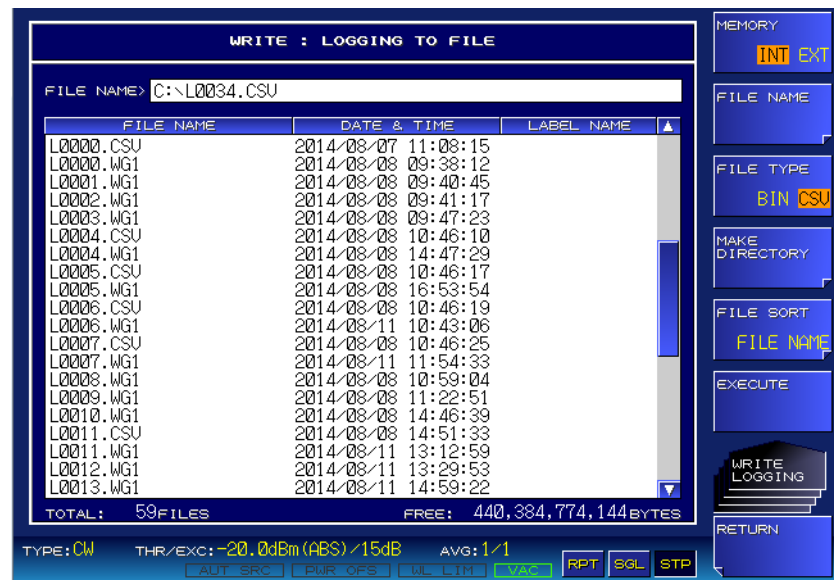 WRITE : LOGGING TO FILE
FILE NAME> C:\L0034.CSV
FILE NAME DATE & TIME LABEL NAME
L0000.CSV 2014/08/07 11:08:15
L0000.WG1 2014/08/08 09:38:12
L0001.WG1 2014/08/08 09:40:45
L0002.WG1 2014/08/08 09:41:17
L0003.WG1 2014/08/08 09:47:23
L0004.CSV 2014/08/08 10:46:10
L0004.WG1 2014/08/08 14:47:29
L0005.CSV 2014/08/08 10:46:17
L0005.WG1 2014/08/08 16:53:54
L0006.CSV 2014/08/08 10:46:19
L0006.WG1 2014/08/11 10:43:06
L0007.CSV 2014/08/08 10:46:25
L0007.WG1 2014/08/11 11:54:33
L0008.WG1 2014/08/08 10:59:04
L0009.WG1 2014/08/08 11:22:51
L0010.WG1 2014/08/08 14:46:39
L0011.CSV 2014/08/08 14:51:33
L0011.WG1 2014/08/11 13:12:59
L0012.WG1 2014/08/11 13:29:53
L0013.WG1 2014/08/11 14:59:22
TOTAL: 59FILES FREE: 440,384,774,144BYTES
TYPE:CW THR/EXC:-20.0dBm(ABS)/15dB AVG:1/1
AUT SRC PWR OFS WL LIM VAC RPT SGL STP
MEMORY
INT EXT
FILE NAME
FILE TYPE
BIN CSV
MAKE
DIRECTORY
FILE SORT
FILE NAME
EXECUTE
WRITE
LOGGING
RETURN